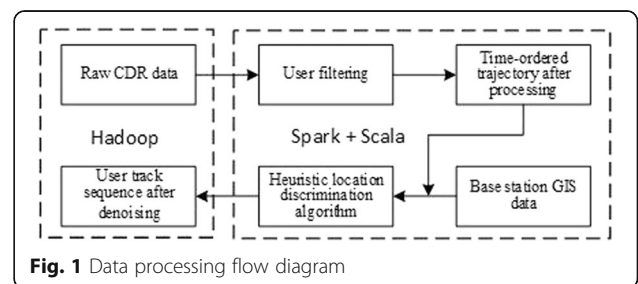 Raw CDR data
User filtering
Time-ordered
trajectory after
processing
Hadoop
Spark + Scala
User track
sequence after
denoising
Heuristic location
discrimination
algorithm
Base station GIS
data
Fig. 1 Data processing flow diagram